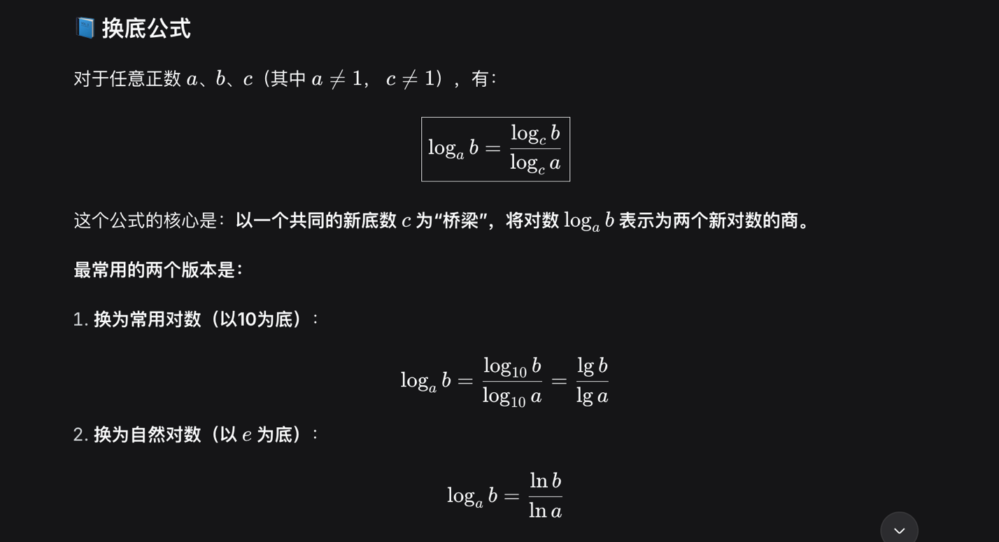 📘 换底公式
对于任意正数 a、b、c（其中 a ≠ 1， c ≠ 1），有：
log_a b = \frac{log_c b}{log_c a}
这个公式的核心是：以一个共同的新底数 c 为“桥梁”，将对数 log_a b 表示为两个新对数的商。
最常用的两个版本是：
1. 换为常用对数（以10为底）：
log_a b = \frac{log_{10} b}{log_{10} a} = \frac{lg b}{lg a}
2. 换为自然对数（以 e 为底）：
log_a b = \frac{ln b}{ln a}